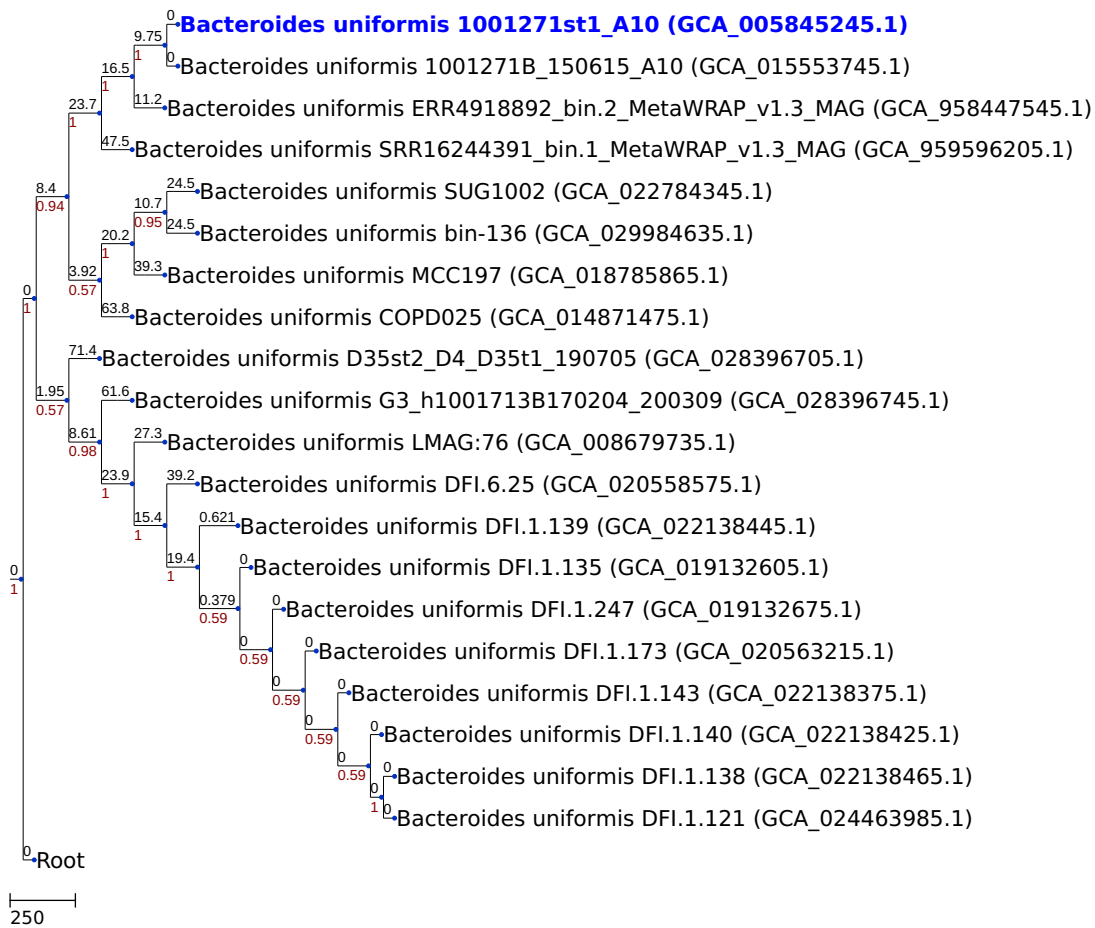 0
Bacteroides uniformis 1001271st1_A10 (GCA_005845245.1)
9.75
1
0
Bacteroides uniformis 1001271B_150615_A10 (GCA_015553745.1)
16.5
1
11.2
Bacteroides uniformis ERR4918892_bin.2_MetaWRAP_v1.3_MAG (GCA_958447545.1)
23.7
1
47.5
Bacteroides uniformis SRR16244391_bin.1_MetaWRAP_v1.3_MAG (GCA_959596205.1)
8.4
0.94
24.5
Bacteroides uniformis SUG1002 (GCA_022784345.1)
10.7
0.95
24.5
Bacteroides uniformis bin-136 (GCA_029984635.1)
20.2
1
39.3
Bacteroides uniformis MCC197 (GCA_018785865.1)
3.92
0.57
63.8
Bacteroides uniformis COPD025 (GCA_014871475.1)
0
1
71.4
Bacteroides uniformis D35st2_D4_D35t1_190705 (GCA_028396705.1)
1.95
0.57
61.6
Bacteroides uniformis G3_h1001713B170204_200309 (GCA_028396745.1)
8.61
0.98
27.3
Bacteroides uniformis LMAG:76 (GCA_008679735.1)
23.9
1
39.2
Bacteroides uniformis DFI.6.25 (GCA_020558575.1)
15.4
1
0.621
Bacteroides uniformis DFI.1.139 (GCA_022138445.1)
19.4
1
0
Bacteroides uniformis DFI.1.135 (GCA_019132605.1)
0
1
0.379
0.59
0
Bacteroides uniformis DFI.1.247 (GCA_019132675.1)
0
0.59
0
Bacteroides uniformis DFI.1.173 (GCA_020563215.1)
0
0.59
0
Bacteroides uniformis DFI.1.143 (GCA_022138375.1)
0
0.59
0
Bacteroides uniformis DFI.1.140 (GCA_022138425.1)
0
0.59
0
Bacteroides uniformis DFI.1.138 (GCA_022138465.1)
0
1
0
Bacteroides uniformis DFI.1.121 (GCA_024463985.1)
0
Root
250